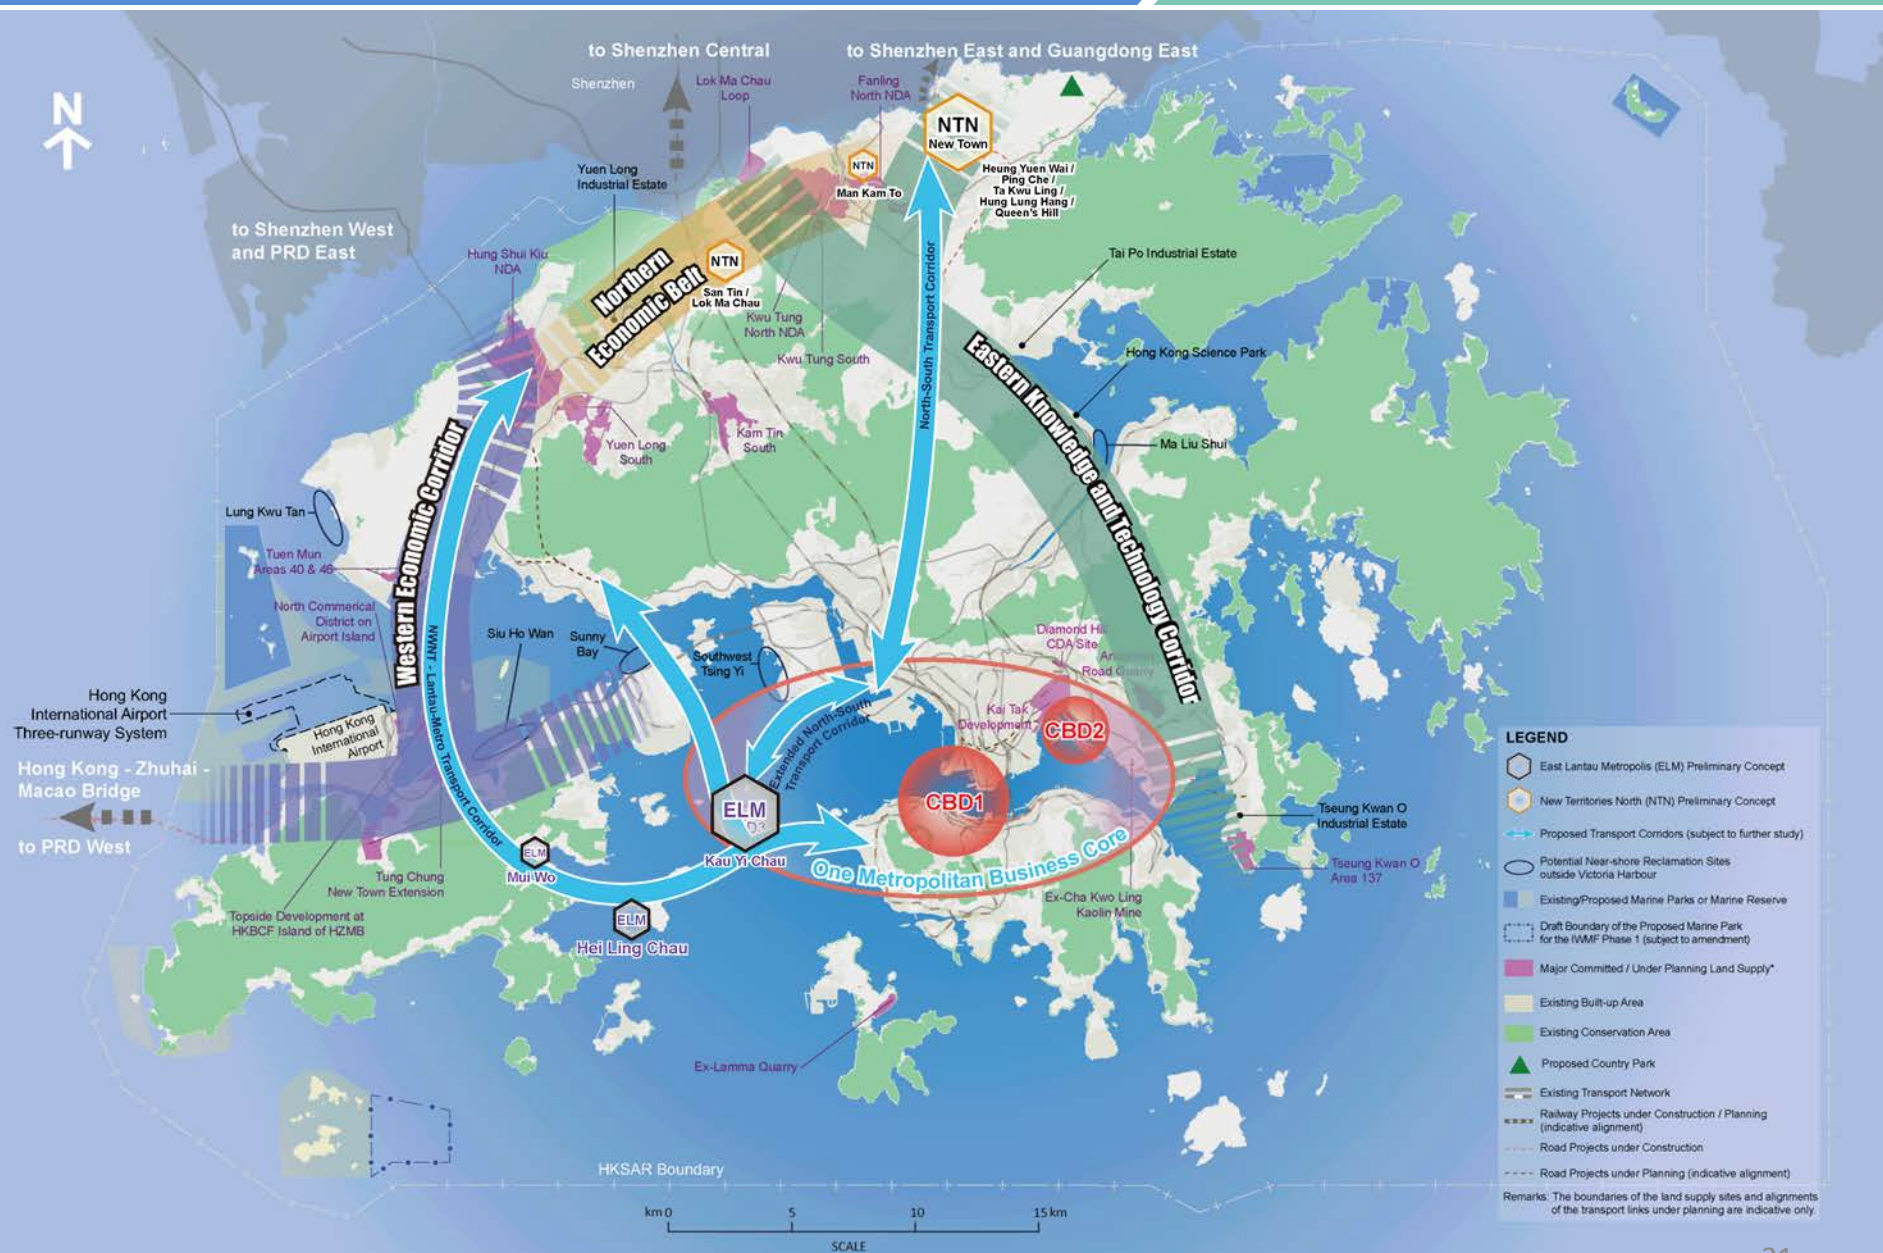 to Shenzhen Central
to Shenzhen East and Guangdong East
Shenzhen
Lok Ma Chau
Loop
Fanling
North NDA
N
NTN
New Town
Yuen Long
Industrial Estate
NTN
Man Kam To
Heung Yuen Wai /
Ping Che /
Ta Kwu Ling /
Hung Lung Hang /
Queen's Hill
to Shenzhen West
and PRD East
Hung Shui Kiu
NDA
Northern
Economic Belt
NTN
San Tin /
Lok Ma Chau
Tai Po Industrial Estate
Kwu Tung
North NDA
Kwu Tung South
North-South Transport Corridor
Hong Kong Science Park
Eastern Knowledge and Technology Corridor
Ma Liu Shui
Yuen Long
South
Kam Tin
South
Western Economic Corridor
Lung Kwu Tan
Tuen Mun
Areas 40 & 46
North Commerical
District on
Airport Island
NWNT - Lantau-Metro Transport Corridor
Siu Ho Wan
Sunny
Bay
Southwest
Tsing Yi
Diamond Hill
CDA Site
Road Quarry
Hong Kong
International Airport
Three-runway System
Hong Kong
International
Airport
Extended North-South
Transport Corridor
Kai Tak
Development
CBD2
CBD1
Hong Kong - Zhuhai -
Macao Bridge
to PRD West
ELM
Kau Yi Chau
ELM
Mui Wo
ELM
Hei Ling Chau
One Metropolitan Business Core
Tseung Kwan O
Industrial Estate
Tseung Kwan O
Area 137
Tung Chung
New Town Extension
Topside Development at
HKBCF Island of HZMB
Ex-Cha Kwo Ling
Kaolin Mine
Ex-Lamma Quarry
HKSAR Boundary
km 0 5 10 15 km
SCALE
LEGEND
East Lantau Metropolis (ELM) Preliminary Concept
New Territories North (NTN) Preliminary Concept
Proposed Transport Corridors (subject to further study)
Potential Near-shore Reclamation Sites
outside Victoria Harbour
Existing/Proposed Marine Parks or Marine Reserve
Draft Boundary of the Proposed Marine Park
for the IWMF Phase 1 (subject to amendment)
Major Committed / Under Planning Land Supply*
Existing Built-up Area
Existing Conservation Area
Proposed Country Park
Existing Transport Network
Railway Projects under Construction / Planning
(indicative alignment)
Road Projects under Construction
Road Projects under Planning (indicative alignment)
Remarks: The boundaries of the land supply sites and alignments
of the transport links under planning are indicative only.